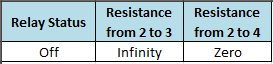 Relay Status Resistance from 2 to 3 Resistance from 2 to 4
Off Infinity Zero